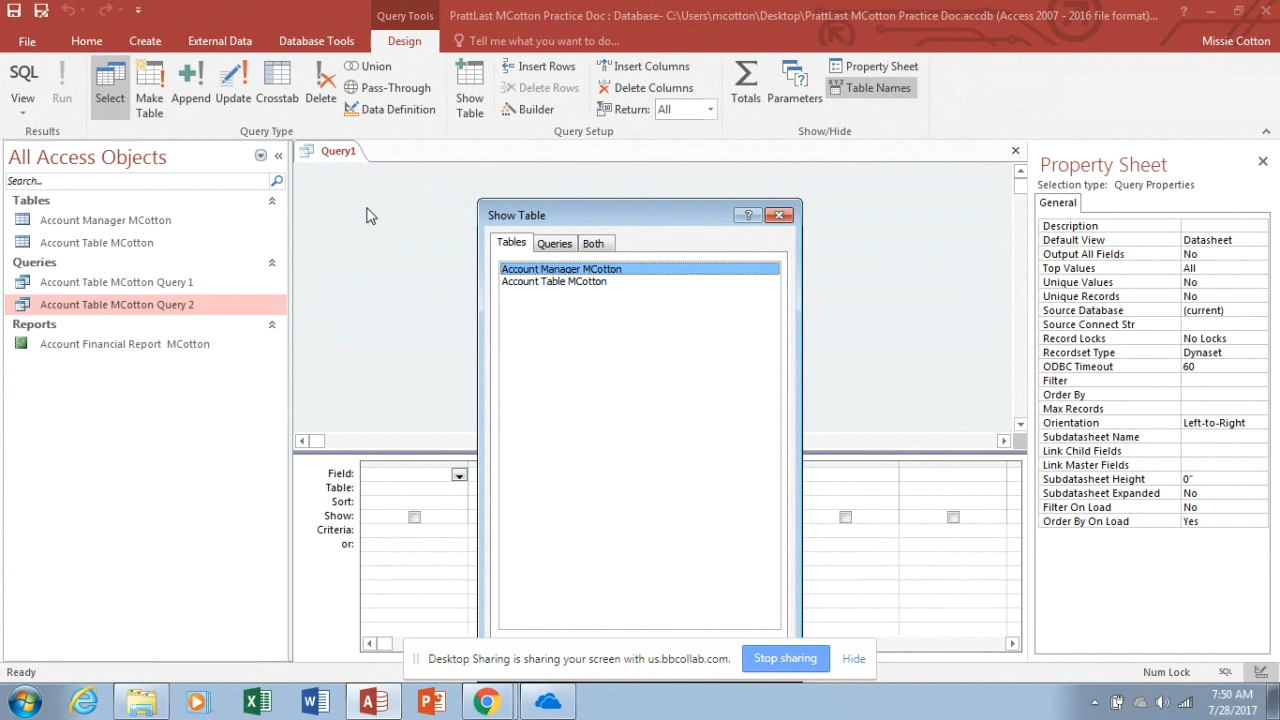 Query Tools
PrattLast MCotton Practice Doc : Database- C:\Users\mcotton\Desktop\PrattLast MCotton Practice Doc.accdb (Access 2007 - 2016 file format)...
File Home Create External Data Database Tools Design Tell me what you want to do... Missie Cotton
SQL
View
Run
Results
Select
Make
Table
Append
Update
Crosstab
Delete
Union
Pass-Through
Data Definition
Query Type
Show
Table
Insert Rows
Delete Rows
Builder
Insert Columns
Delete Columns
Return: All
Query Setup
Totals
Parameters
Property Sheet
XYZ Table Names
Show/Hide
All Access Objects
Search...
Tables
Account Manager MCotton
Account Table MCotton
Queries
Account Table MCotton Query 1
Account Table MCotton Query 2
Reports
Account Financial Report MCotton
Query1
Show Table
Tables Queries Both
Account Manager MCotton
Account Table MCotton
Field:
Table:
Sort:
Show:
Criteria:
or:
Property Sheet
Selection type: Query Properties
General
Description
Default View Datasheet
Output All Fields No
Top Values All
Unique Values No
Unique Records No
Source Database (current)
Source Connect Str
Record Locks No Locks
Recordset Type Dynaset
ODBC Timeout 60
Filter
Order By
Max Records
Orientation Left-to-Right
Subdatasheet Name
Link Child Fields
Link Master Fields
Subdatasheet Height 0"
Subdatasheet Expanded No
Filter On Load No
Order By On Load Yes
Desktop Sharing is sharing your screen with us.bbcollab.com. Stop sharing Hide
Ready Num Lock SQL
7:50 AM
7/28/2017